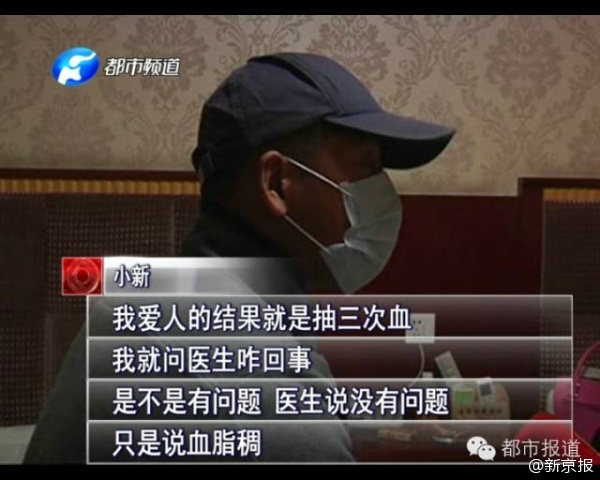 都市频道
小新
我爱人的结果就是抽三次血
我就问医生咋回事
是不是有问题 医生说没有问题
只是说血脂稠
都市报道
@新京报